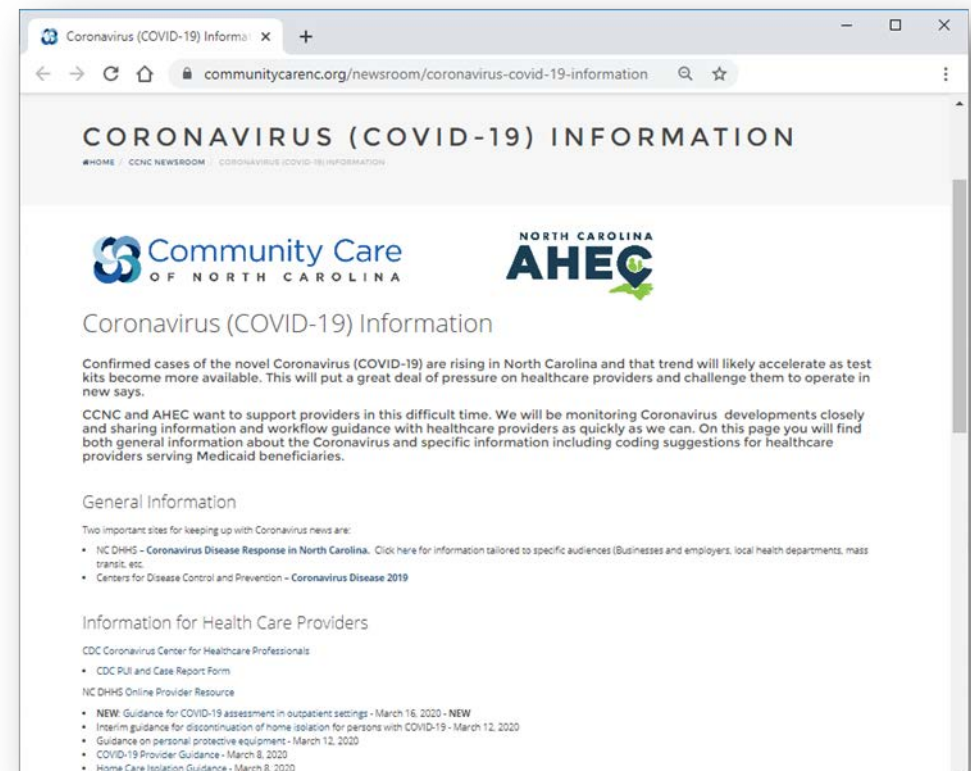 Coronavirus (COVID-19) Informa
communitycarenc.org/newsroom/coronavirus-covid-19-information
CORONAVIRUS (COVID-19) INFORMATION
HOME / CCNC NEWSROOM / CORONAVIRUS (COVID-19) INFORMATION
Community Care
OF NORTH CAROLINA
NORTH CAROLINA
AHEC
Coronavirus (COVID-19) Information
Confirmed cases of the novel Coronavirus (COVID-19) are rising in North Carolina and that trend will likely accelerate as test
kits become more available. This will put a great deal of pressure on healthcare providers and challenge them to operate in
new says.
CCNC and AHEC want to support providers in this difficult time. We will be monitoring Coronavirus developments closely
and sharing information and workflow guidance with healthcare providers as quickly as we can. On this page you will find
both general information about the Coronavirus and specific information including coding suggestions for healthcare
providers serving Medicaid beneficiaries.
General Information
Two important sites for keeping up with Coronavirus news are:
• NC DHHS – Coronavirus Disease Response in North Carolina. Click here for information tailored to specific audiences (Businesses and employers, local health departments, mass
transit, etc.
• Centers for Disease Control and Prevention – Coronavirus Disease 2019
Information for Health Care Providers
CDC Coronavirus Center for Healthcare Professionals
• CDC PUI and Case Report Form
NC DHHS Online Provider Resource
• NEW: Guidance for COVID-19 assessment in outpatient settings - March 16, 2020 - NEW
• Interim guidance for discontinuation of home isolation for persons with COVID-19 - March 12, 2020
• Guidance on personal protective equipment - March 12, 2020
• COVID-19 Provider Guidance - March 8, 2020
• Home Care Isolation Guidance - March 8, 2020